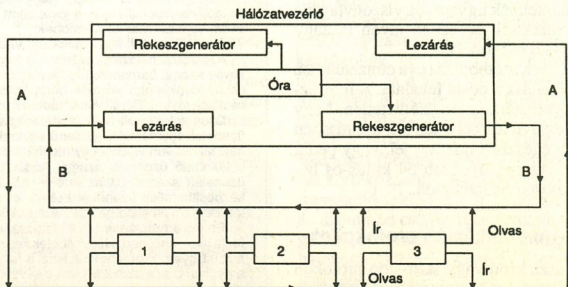 Hálózatvezérlő
Rekeszgenerátor Lezárás
A Óra A
Lezárás Rekeszgenerátor
B B
Ír Olvas
1 2 3
Olvas Ír